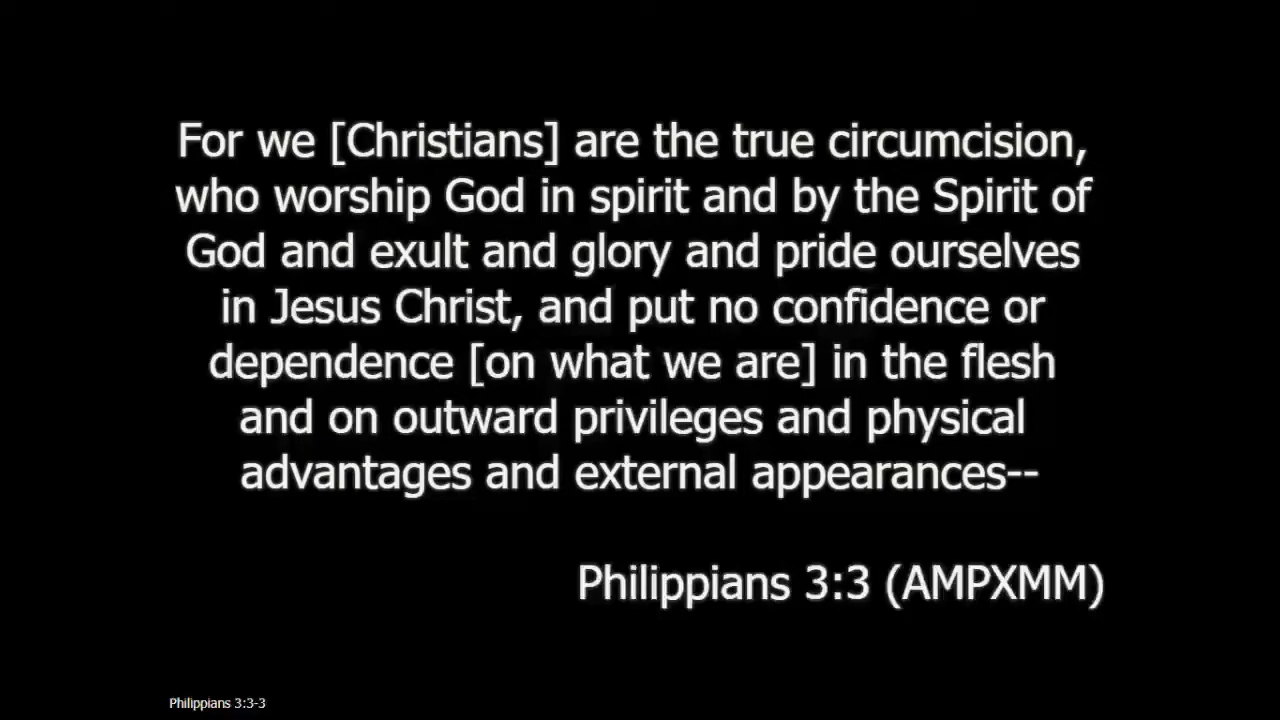 For we [Christians] are the true circumcision,
who worship God in spirit and by the Spirit of
God and exult and glory and pride ourselves
in Jesus Christ, and put no confidence or
dependence [on what we are] in the flesh
and on outward privileges and physical
advantages and external appearances--
Philippians 3:3 (AMPXMM)
Philippians 3:3-3